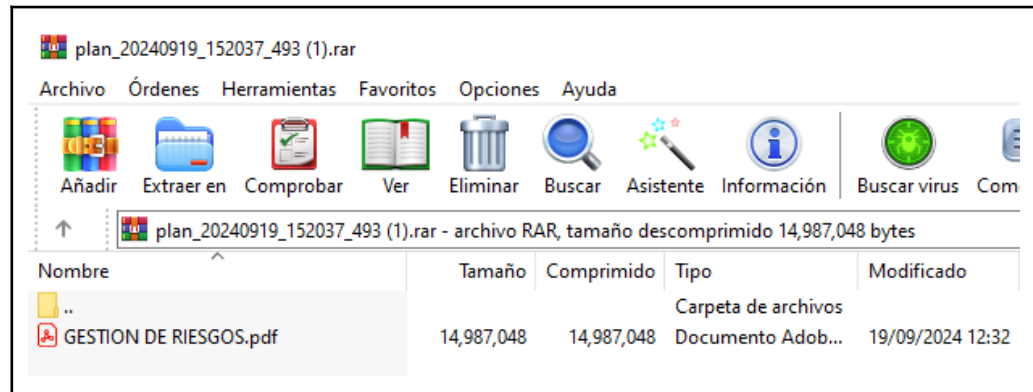 plan_20240919_152037_493 (1).rar
Archivo Órdenes Herramientas Favoritos Opciones Ayuda
Añadir Extraer en Comprobar Ver Eliminar Buscar Asistente Información Buscar virus
plan_20240919_152037_493 (1).rar - archivo RAR, tamaño descomprimido 14,987,048 bytes
Nombre Tamaño Comprimido Tipo Modificado
.. Carpeta de archivos
GESTION DE RIESGOS.pdf 14,987,048 14,987,048 Documento Adob... 19/09/2024 12:32